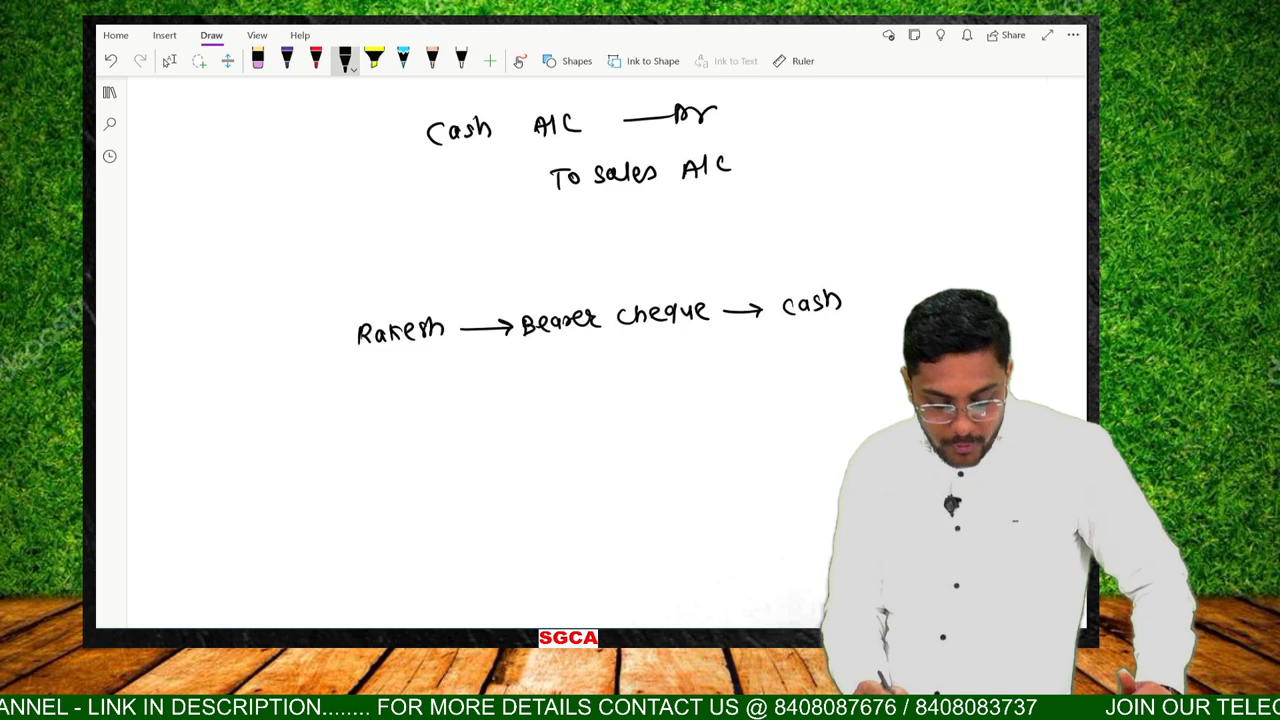 Home Insert Draw View Help
Share
Shapes Ink to Shape Ink to Text Ruler
Cash A/C → Dr
To Sales A/C
Rakesh → Bearer Cheque → Cash
SGCA
ANNEL - LINK IN DESCRIPTION........ FOR MORE DETAILS CONTACT US @ 8408087676 / 8408083737 JOIN OUR TELEC